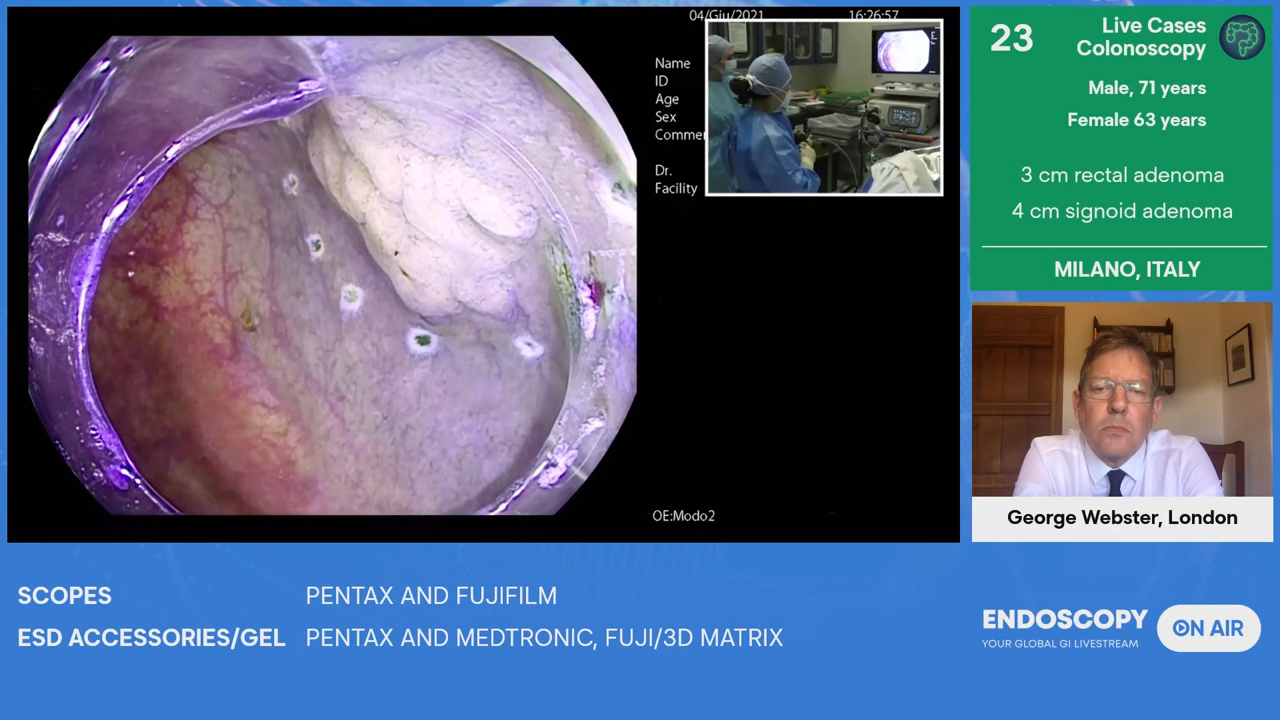 04/Giu/2021 16:26:57
Name
ID
Age
Sex
Commen
Dr.
Facility
OE:Modo2
23
Live Cases
Colonoscopy
Male, 71 years
Female 63 years
3 cm rectal adenoma
4 cm signoid adenoma
MILANO, ITALY
George Webster, London
SCOPES PENTAX AND FUJIFILM
ESD ACCESSORIES/GEL PENTAX AND MEDTRONIC, FUJI/3D MATRIX
ENDOSCOPY
YOUR GLOBAL GI LIVESTREAM
ON AIR